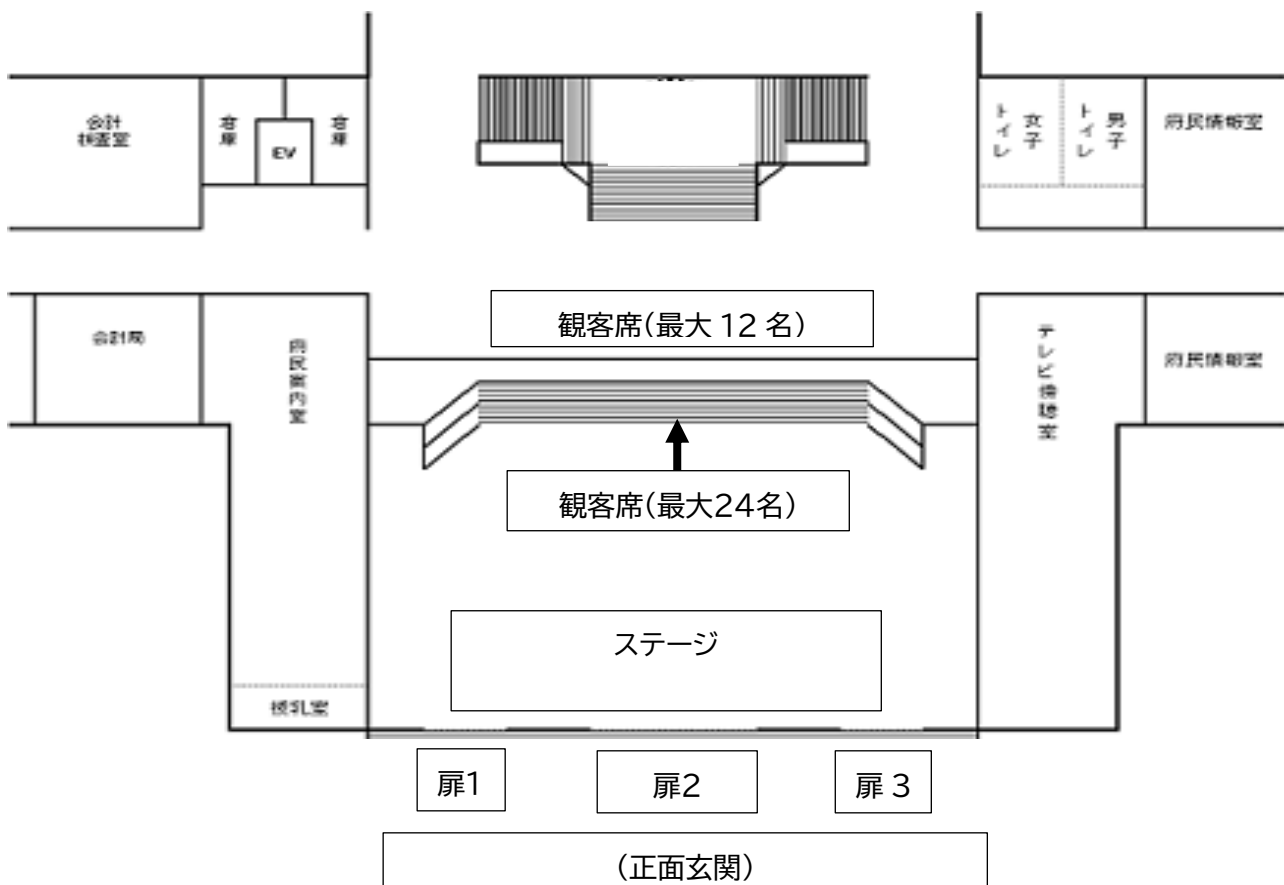 会計
検査室
倉庫
EV
倉庫
女子
トイレ
男子
トイレ
府民情報室
会計局
府民案内室
観客席(最大 12 名)
テレビ傍聴室
府民情報室
観客席(最大24名)
ステージ
授乳室
扉1
扉2
扉 3
(正面玄関)